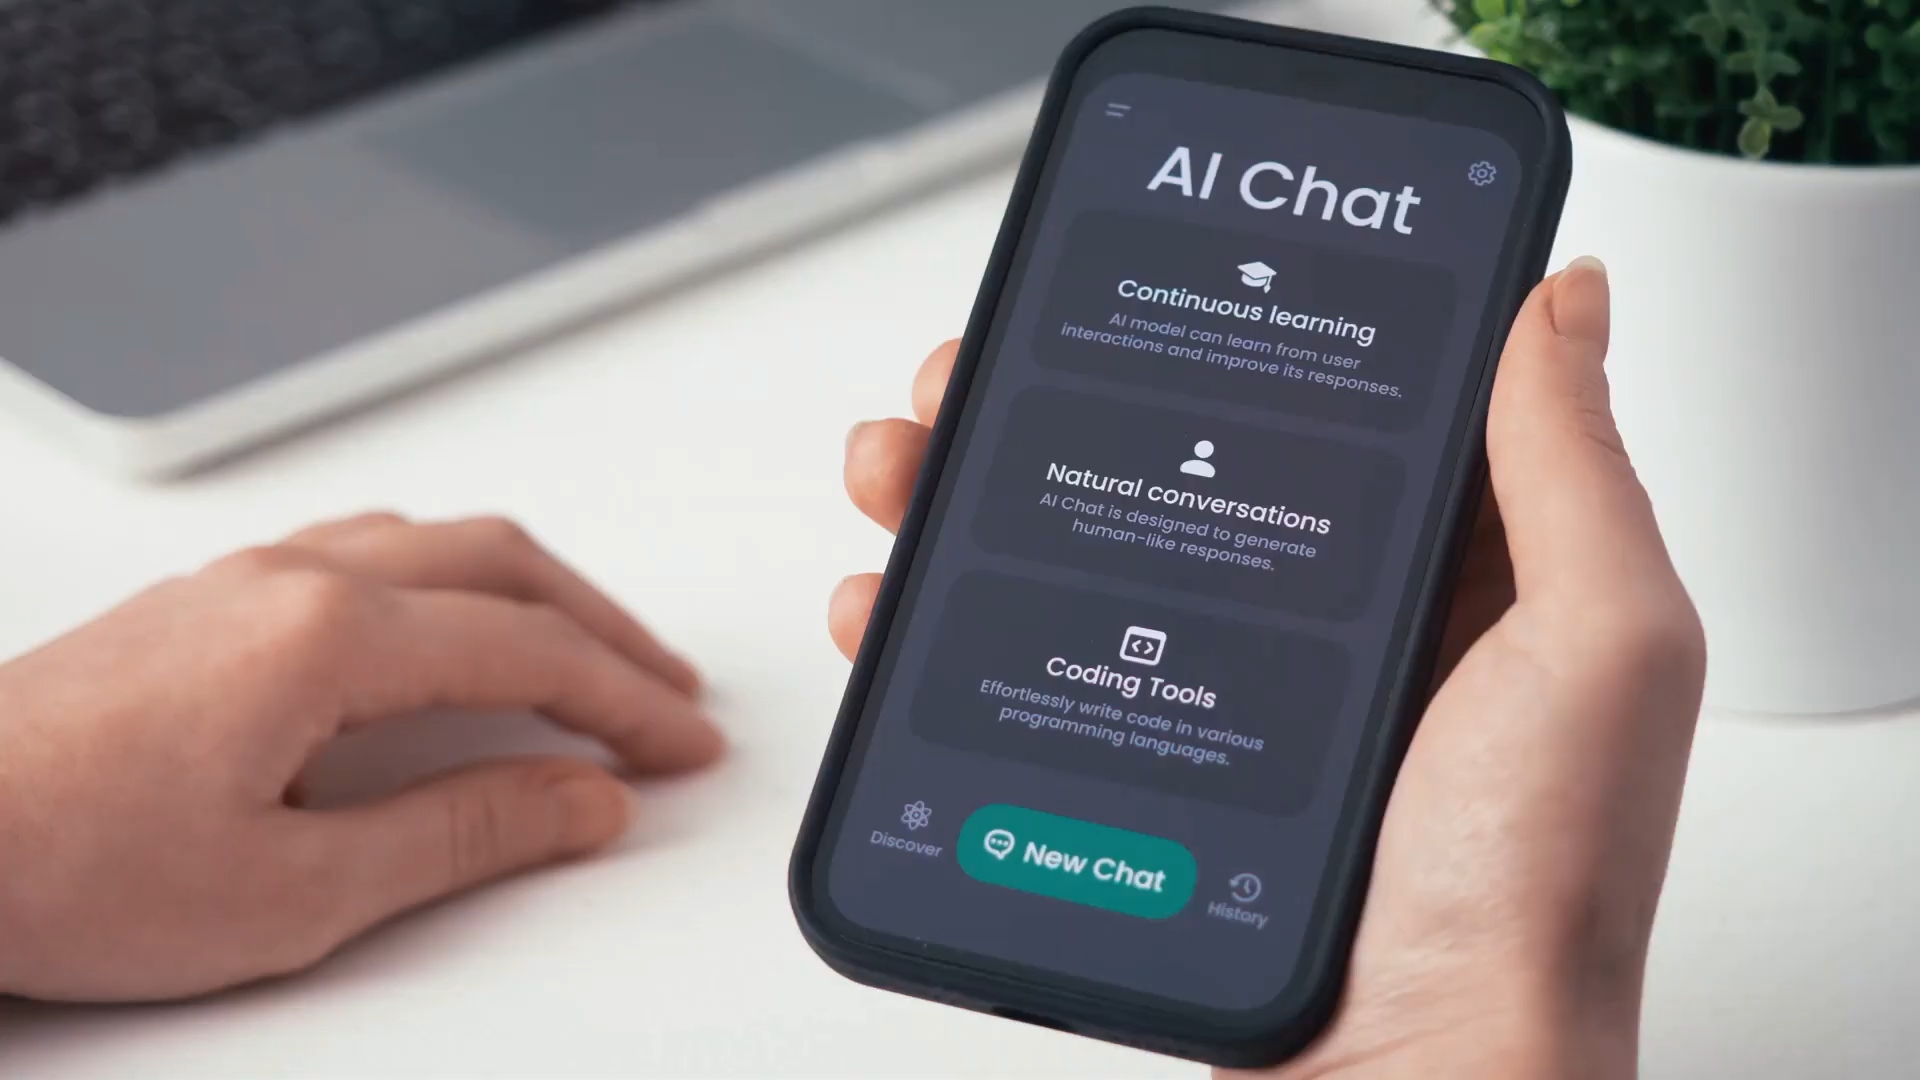 AI Chat
Continuous learning
AI model can learn from user
interactions and improve its responses.
Natural conversations
AI Chat is designed to generate
human-like responses.
Coding Tools
Effortlessly write code in various
programming languages.
Discover
New Chat
History